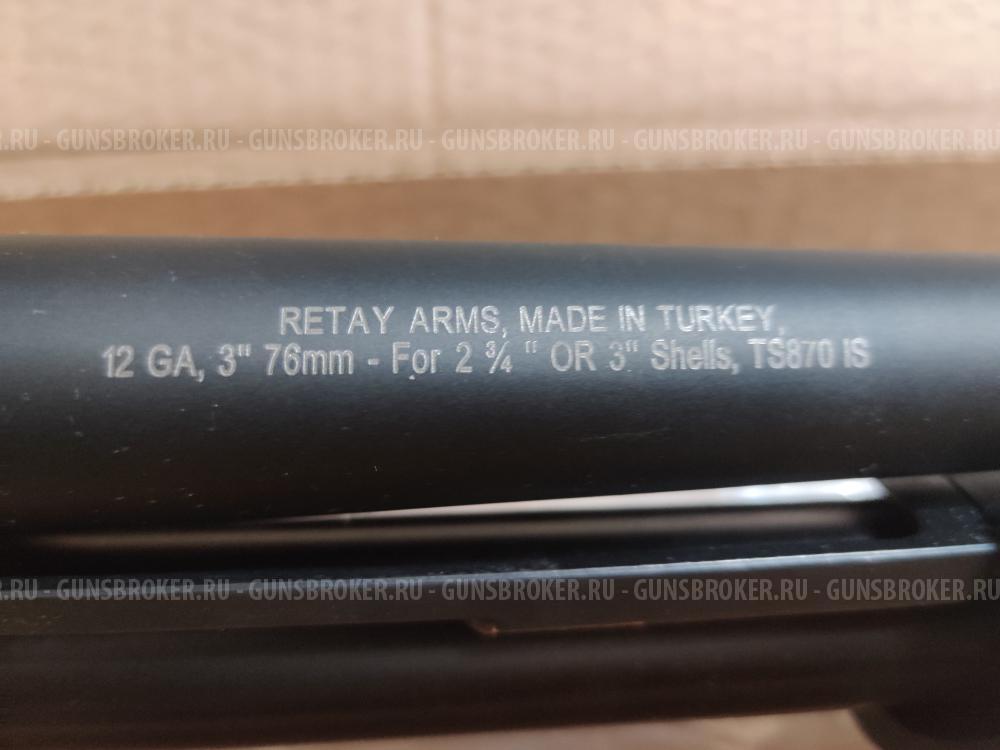 .RU - GUNSBROKER.RU - GUNSBROKER.RU - GUNSBROKER.RU - GUNSBROKER.RU - GUNSBROKER.RU -
RETAY ARMS, MADE IN TURKEY,
12 GA, 3" 76mm - For 2 ¾ " OR 3" Shells, TS870 IS
.RU - GUNSBROKER.RU - GUNSBROKER.RU - GUNSBROKER.RU - GUNSBROKER.RU - GUNSBROKER.RU -